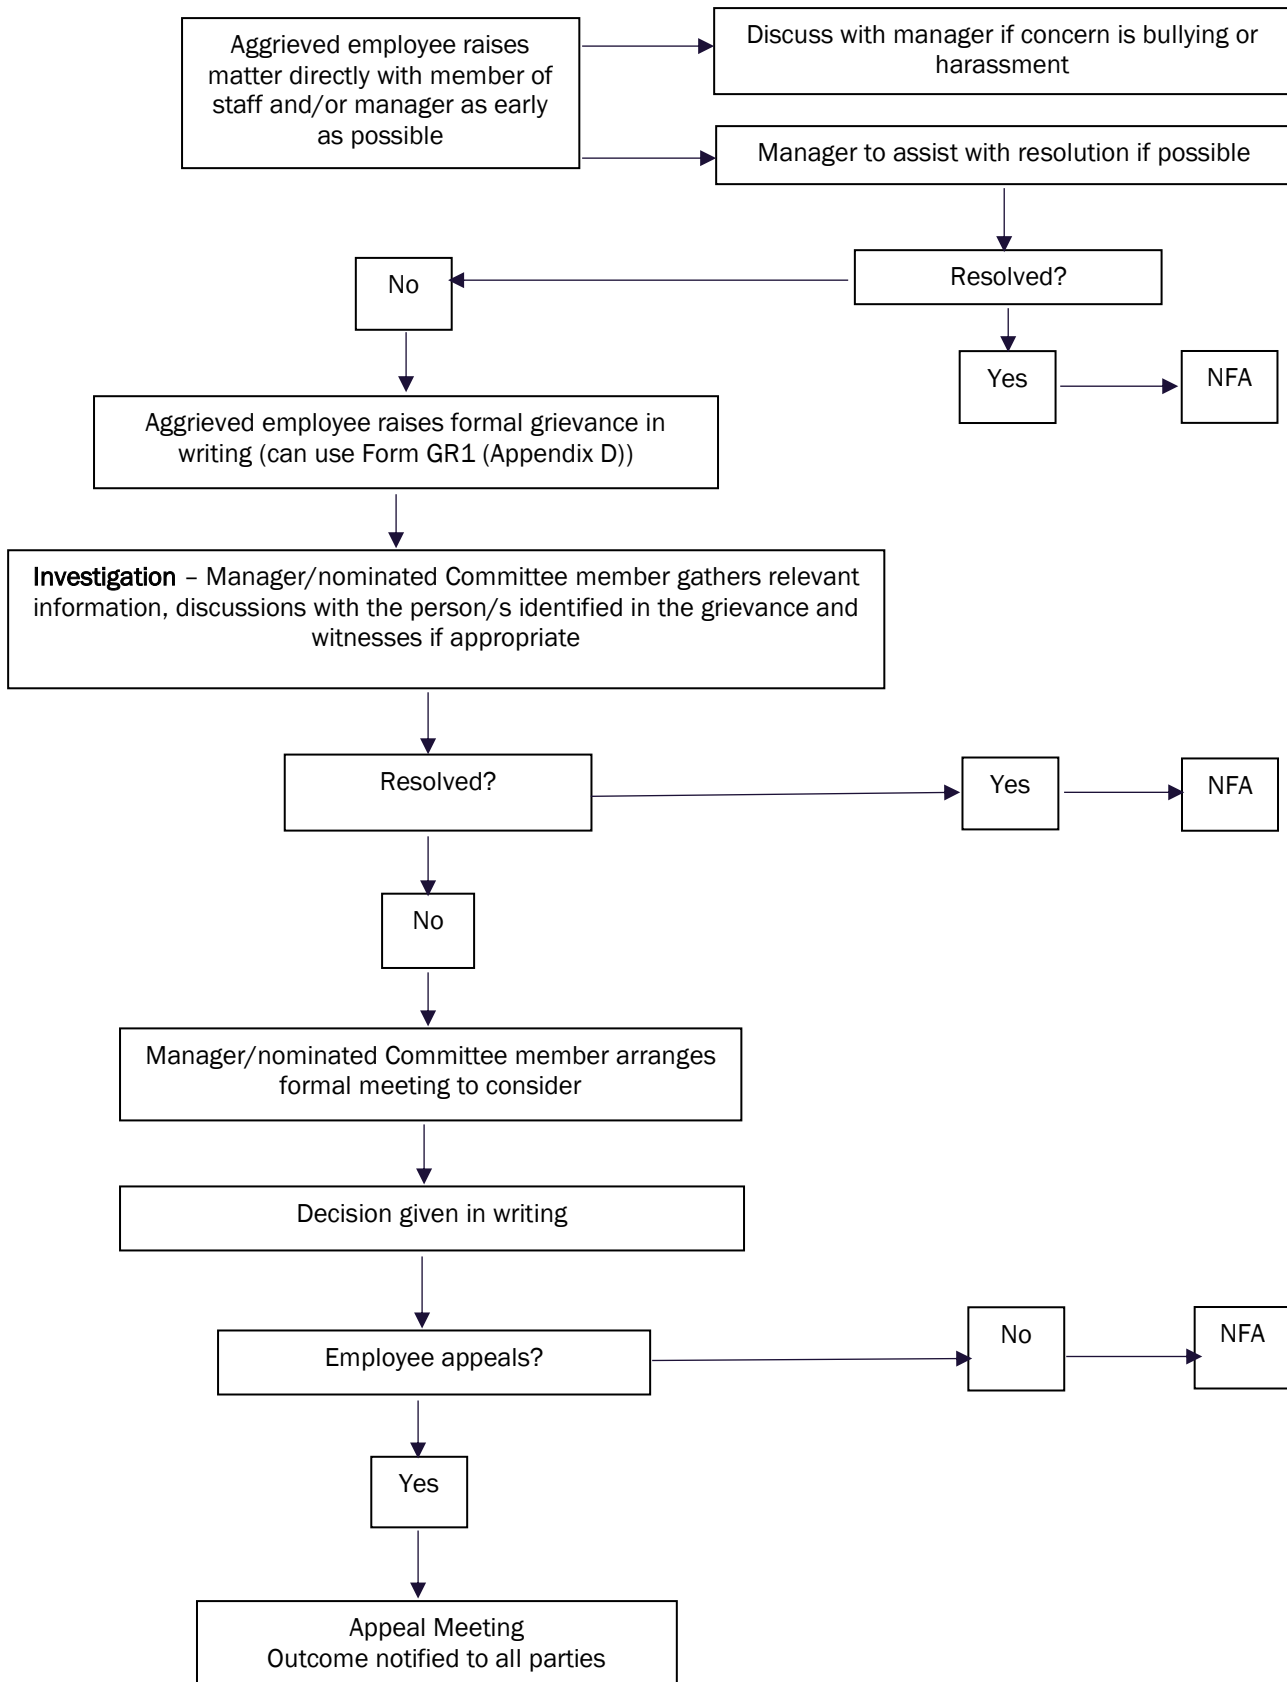 Aggrieved employee raises
matter directly with member of
staff and/or manager as early
as possible
Discuss with manager if concern is bullying or
harassment
Manager to assist with resolution if possible
Resolved?
No
Yes
NFA
Aggrieved employee raises formal grievance in
writing (can use Form GR1 (Appendix D))
Investigation – Manager/nominated Committee member gathers relevant
information, discussions with the person/s identified in the grievance and
witnesses if appropriate
Resolved?
Yes
NFA
No
Manager/nominated Committee member arranges
formal meeting to consider
Decision given in writing
Employee appeals?
No
NFA
Yes
Appeal Meeting
Outcome notified to all parties